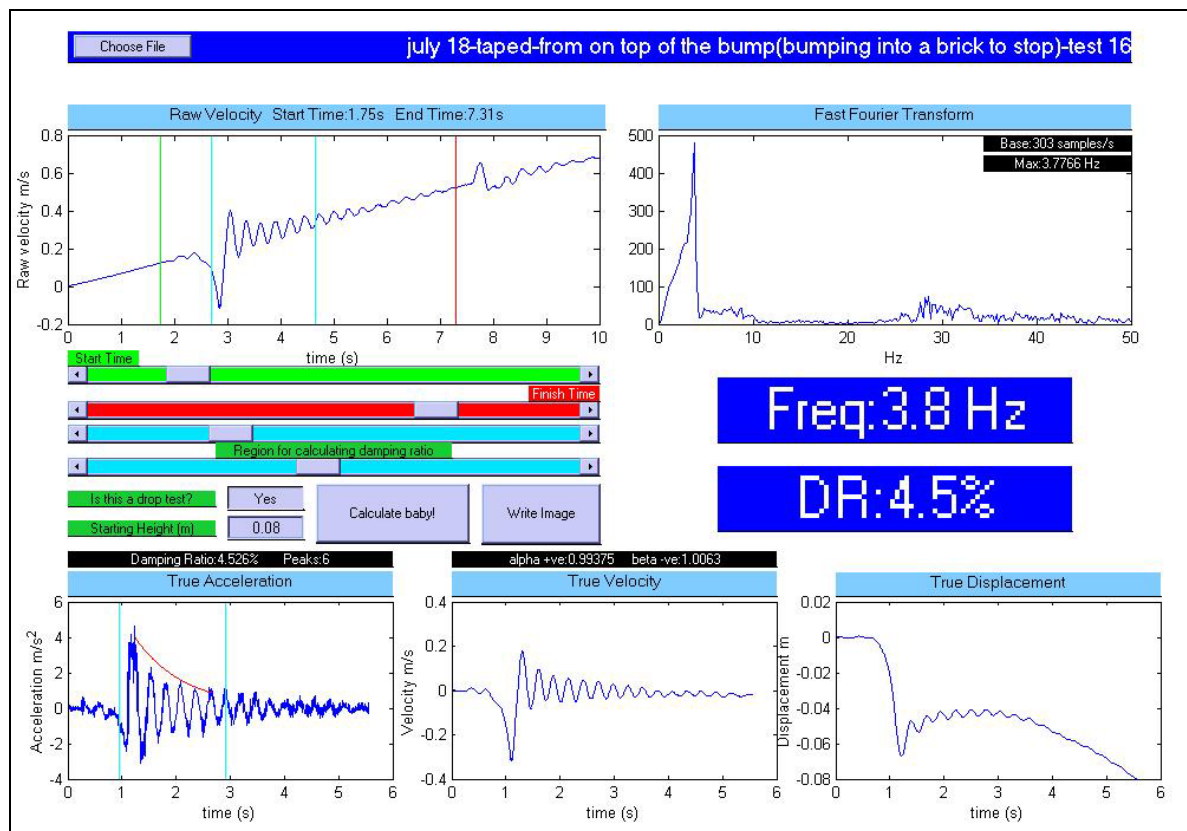 Choose File
july 18-taped-from on top of the bump(bumping into a brick to stop)-test 16
Raw Velocity Start Time:1.75s End Time:7.31s
Raw velocity m/s
0.8
0.6
0.4
0.2
0
-0.2
0 1 2 3 4 5 6 7 8 9 10
time (s)
Fast Fourier Transform
Base:303 samples/s
Max:3.7766 Hz
500
400
300
200
100
0
0 10 20 30 40 50
Hz
Start Time
Finish Time
Region for calculating damping ratio
Is this a drop test? Yes
Starting Height (m) 0.08
Calculate baby!
Write Image
Freq:3.8 Hz
DR:4.5%
Damping Ratio:4.526% Peaks:6
True Acceleration
Acceleration m/s²
6
4
2
0
-2
-4
0 1 2 3 4 5 6
time (s)
alpha +ve:0.99375 beta -ve:1.0063
True Velocity
Velocity m/s
0.4
0.2
0
-0.2
-0.4
0 1 2 3 4 5 6
time (s)
True Displacement
Displacement m
0.02
0
-0.02
-0.04
-0.06
-0.08
0 1 2 3 4 5 6
time (s)